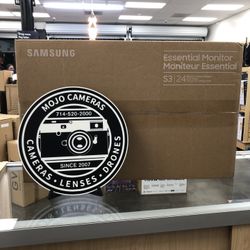 SAMSUNG
Essential Monitor
Moniteur Essentiel
S3 | 24
MOJO CAMERAS
714-520-2000
SINCE 2007
CAMERAS • LENSES • DRONES